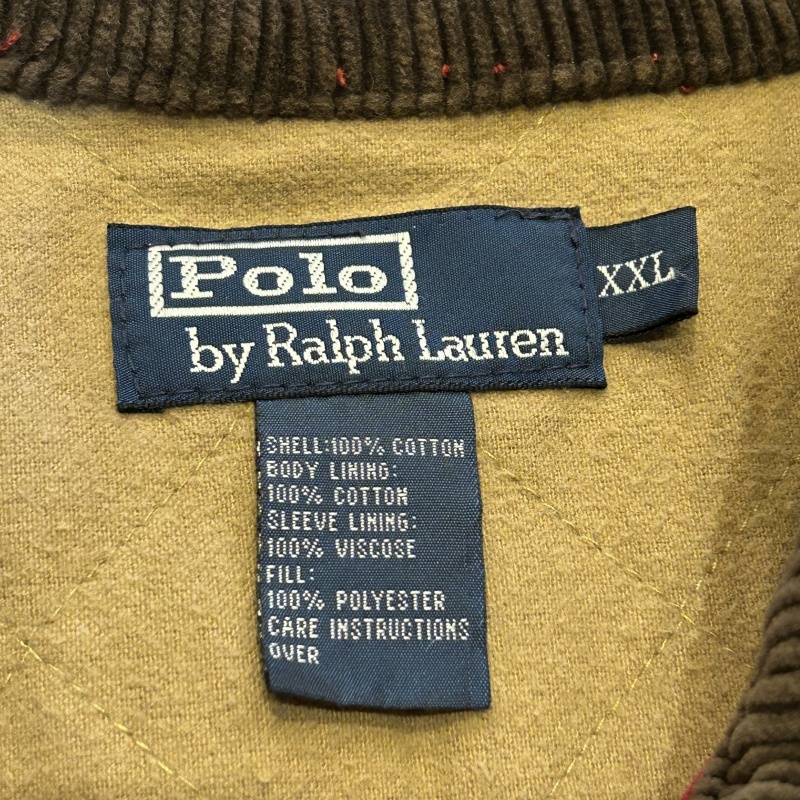 Polo
by Ralph Lauren
XXL
SHELL:100% COTTON
BODY LINING:
100% COTTON
SLEEVE LINING:
100% VISCOSE
FILL:
100% POLYESTER
CARE INSTRUCTIONS
OVER